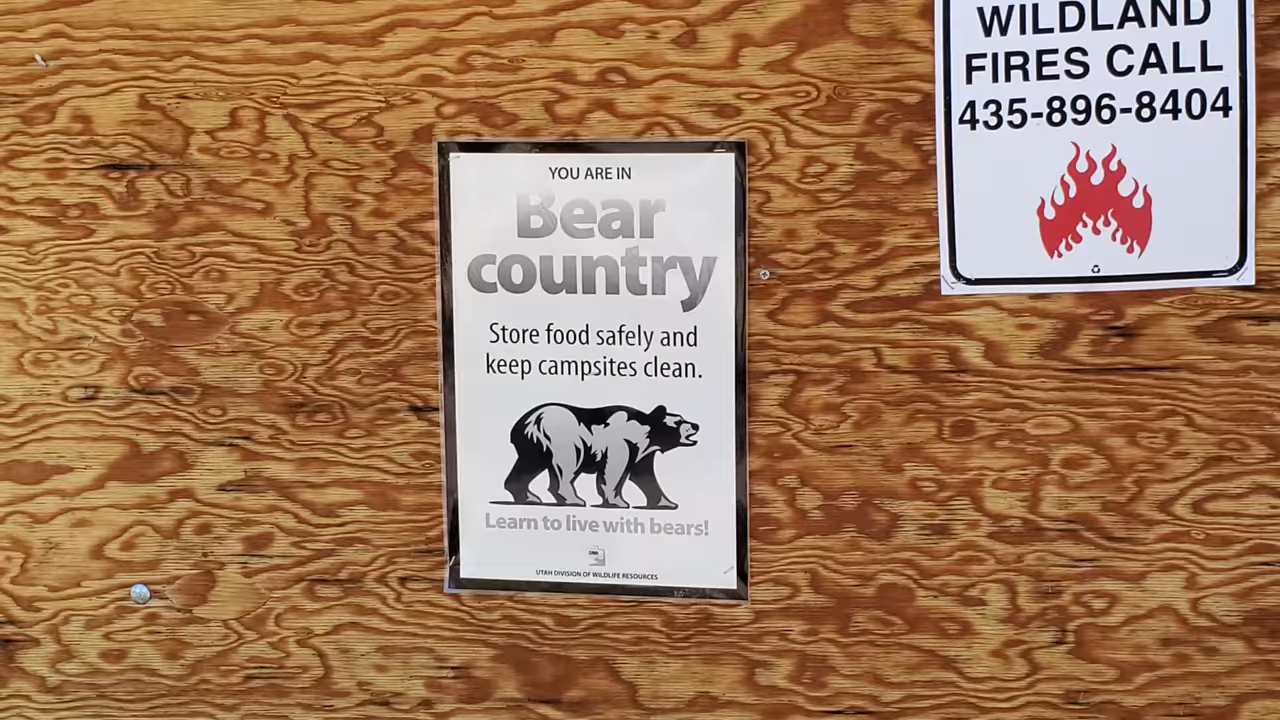 YOU ARE IN
Bear
country
Store food safely and
keep campsites clean.
Learn to live with bears!
UTAH DIVISION OF WILDLIFE RESOURCES
WILDLAND
FIRES CALL
435-896-8404